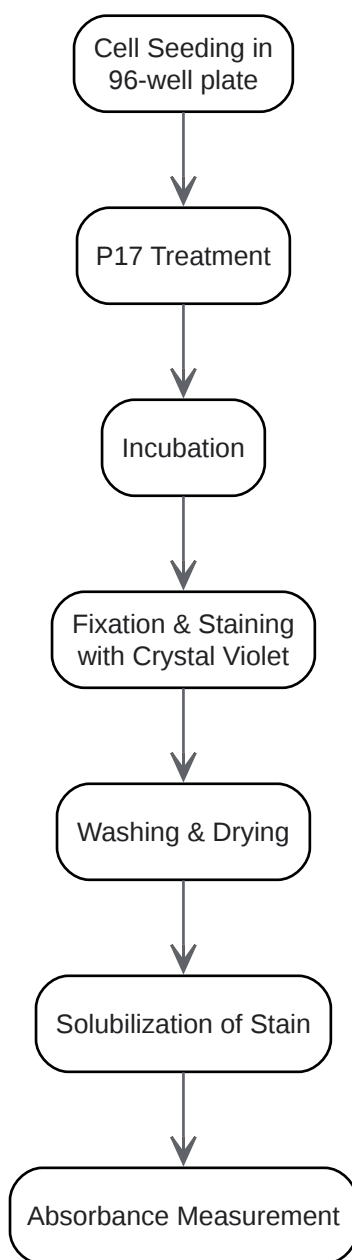 Cell Seeding in
96-well plate
P17 Treatment
Incubation
Fixation & Staining
with Crystal Violet
Washing & Drying
Solubilization of Stain
Absorbance Measurement